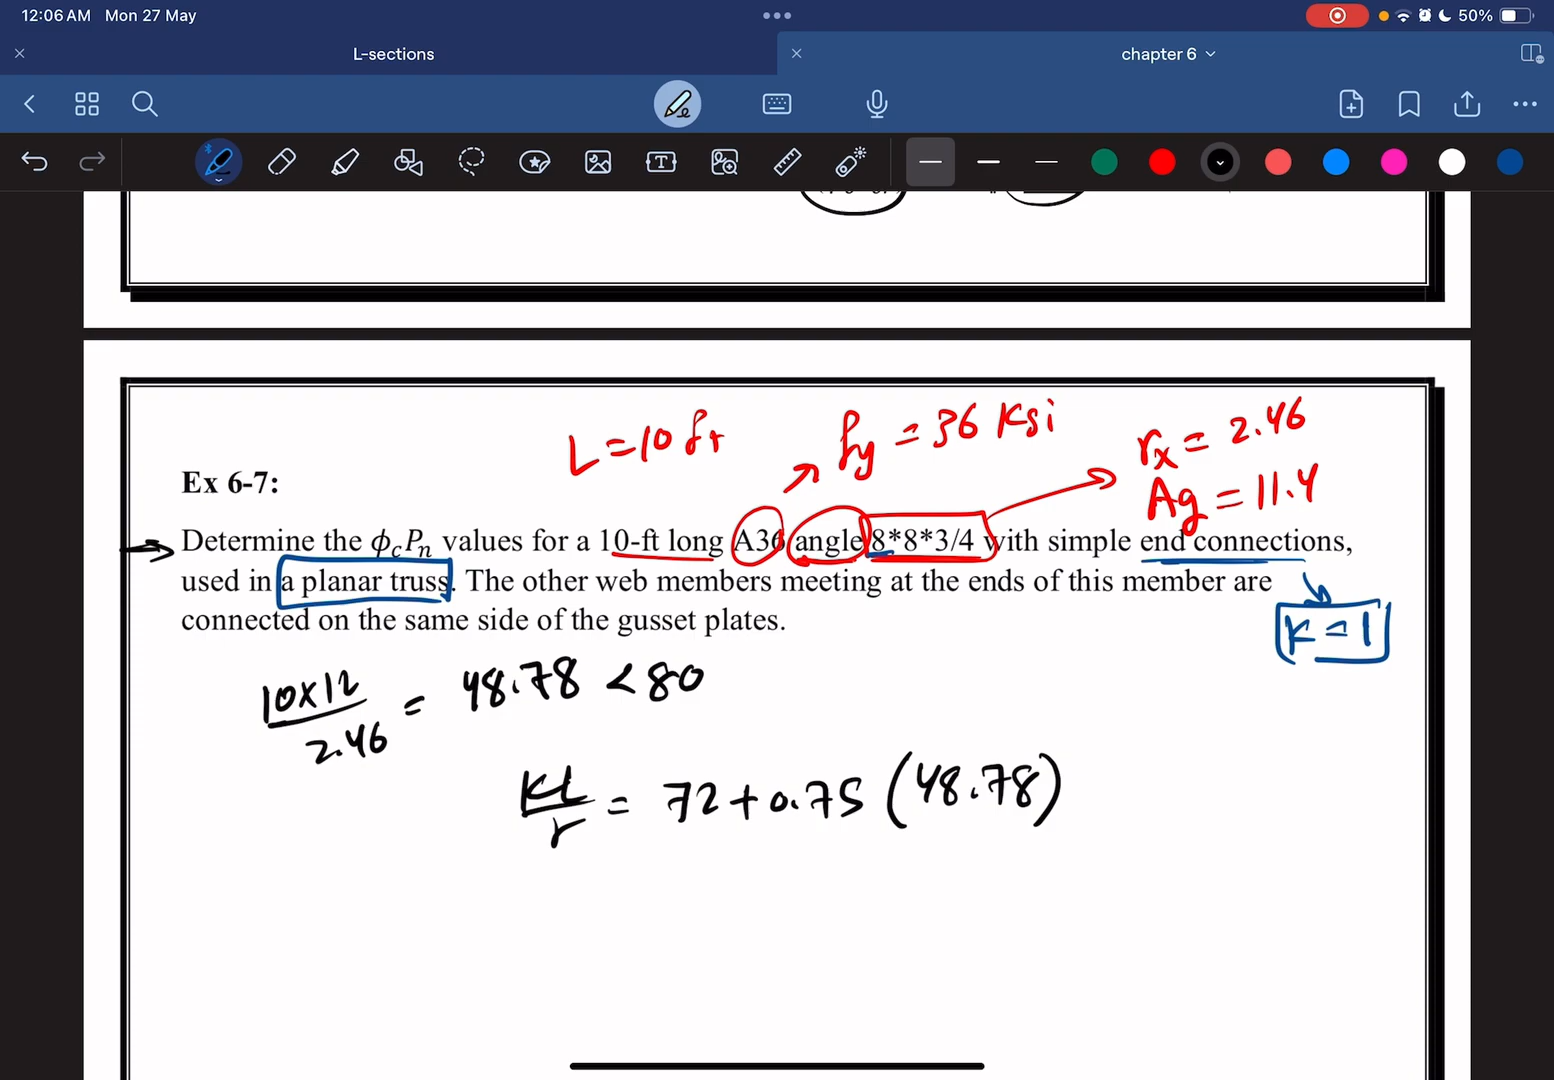 12:06 AM Mon 27 May
50%
L-sections
chapter 6
L = 10 ft
fy = 36 Ksi
rx = 2.46
Ag = 11.4
Ex 6-7:
Determine the ϕcPn values for a 10-ft long A36 angle 8*8*3/4 with simple end connections,
used in a planar truss. The other web members meeting at the ends of this member are
connected on the same side of the gusset plates.
K = 1
10x12/2.46 = 48.78 < 80
KL/r = 72 + 0.75 (48.78)